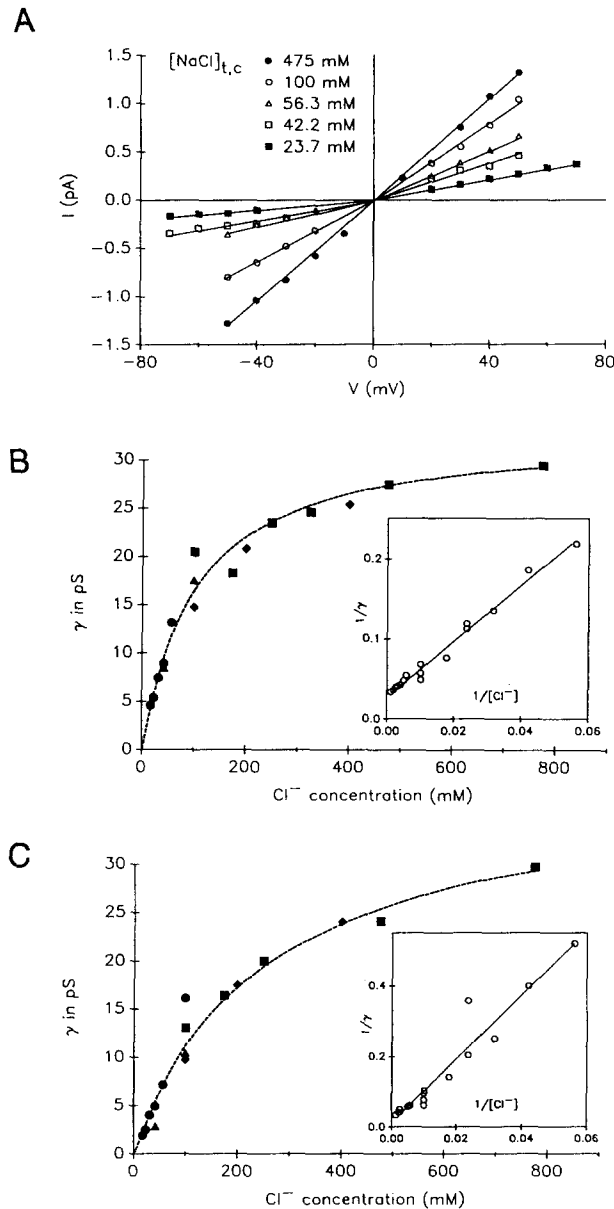 A
[NaCl]t,c
475 mM
100 mM
56.3 mM
42.2 mM
23.7 mM
1.5
1.0
0.5
0.0
−0.5
−1.0
−1.5
I (pA)
−80
−40
0
40
80
V (mV)
B
30
25
20
15
10
5
0
γ in pS
0
200
400
600
800
Cl⁻ concentration (mM)
0.2
0.1
0.0
1/γ
1/[Cl⁻]
0.00
0.02
0.04
0.06
C
30
25
20
15
10
5
0
γ in pS
0
200
400
600
800
Cl⁻ concentration (mM)
0.4
0.2
0.0
1/γ
1/[Cl⁻]
0.00
0.02
0.04
0.06